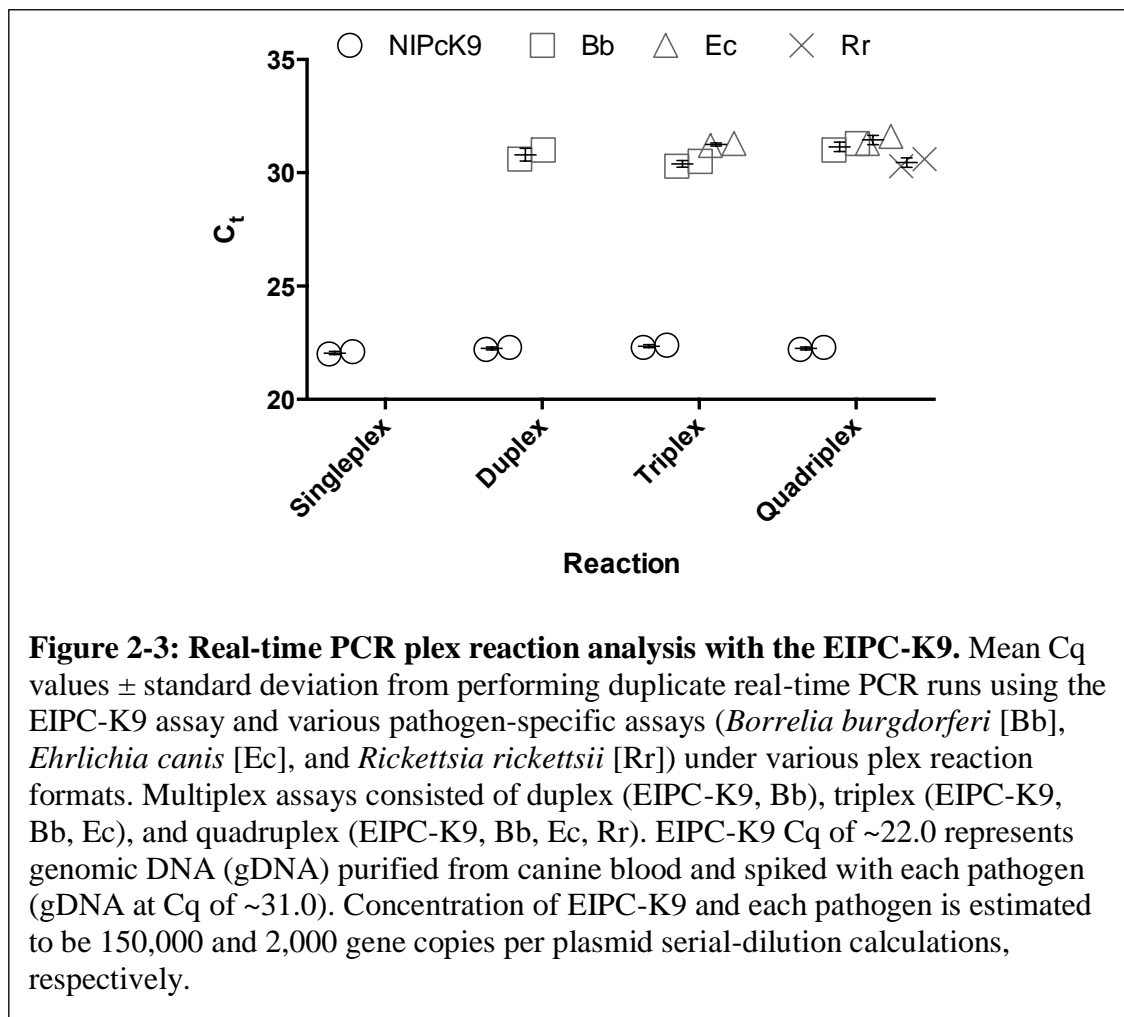 NIPcK9 Bb Ec Rr
35
30
25
20
Ct
Singleplex
Duplex
Triplex
Quadriplex
Reaction
Figure 2-3: Real-time PCR plex reaction analysis with the EIPC-K9. Mean Cq
values ± standard deviation from performing duplicate real-time PCR runs using the
EIPC-K9 assay and various pathogen-specific assays (Borrelia burgdorferi [Bb],
Ehrlichia canis [Ec], and Rickettsia rickettsii [Rr]) under various plex reaction
formats. Multiplex assays consisted of duplex (EIPC-K9, Bb), triplex (EIPC-K9,
Bb, Ec), and quadruplex (EIPC-K9, Bb, Ec, Rr). EIPC-K9 Cq of ~22.0 represents
genomic DNA (gDNA) purified from canine blood and spiked with each pathogen
(gDNA at Cq of ~31.0). Concentration of EIPC-K9 and each pathogen is estimated
to be 150,000 and 2,000 gene copies per plasmid serial-dilution calculations,
respectively.